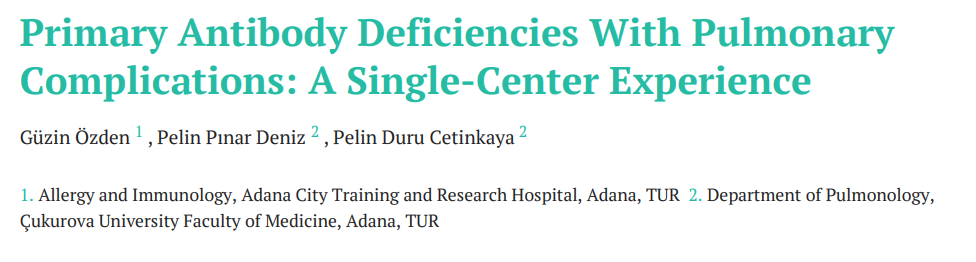 Primary Antibody Deficiencies With Pulmonary
Complications: A Single-Center Experience
Güzin Özden 1 , Pelin Pınar Deniz 2 , Pelin Duru Cetinkaya 2
1. Allergy and Immunology, Adana City Training and Research Hospital, Adana, TUR 2. Department of Pulmonology,
Çukurova University Faculty of Medicine, Adana, TUR